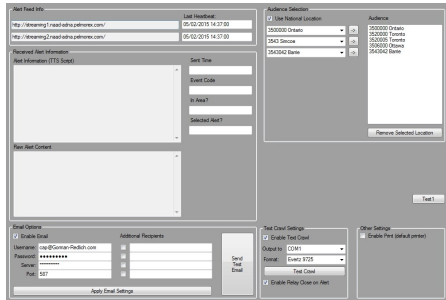 Alert Feed Info
Last Heartbeat:
http://streaming1.naad-adna.pelmorex.com/
05/02/2015 14:37:00
http://streaming2.naad-adna.pelmorex.com/
05/02/2015 14:37:00
Received Alert Information
Alert Information (TTS Script)
Sent Time
Event Code
In Area?
Selected Alert?
Raw Alert Content
Audience Selection
Use National Location
Audience
3500000 Ontario
->
3543 Simcoe
->
3543042 Barrie
->
3500000 Ontario
3520000 Toronto
3520005 Toronto
3506000 Ottawa
3543042 Barrie
Remove Selected Location
Test1
Email Options
Enable Email
Additional Recipients
Username: cap@Gorman-Redlich.com
Password:
Server:
Port: 587
Send
Test
Email
Apply Email Settings
Text Crawl Settings
Enable Text Crawl
Output to: COM1
Format: Evertz 9725
Test Crawl
Enable Relay Close on Alert
Other Settings
Enable Print (default printer)